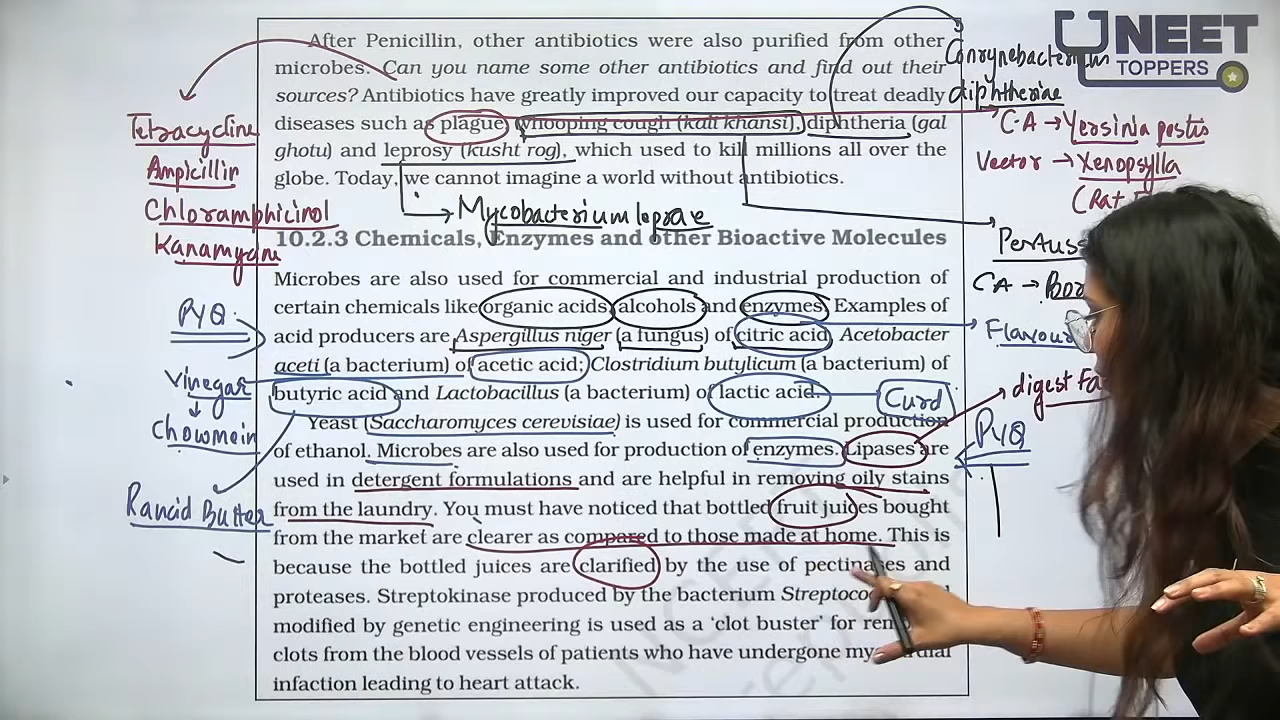 After Penicillin, other antibiotics were also purified from other
microbes. Can you name some other antibiotics and find out their
sources? Antibiotics have greatly improved our capacity to treat deadly
diseases such as plague, whooping cough (kali khansi), diphtheria (gal
ghotu) and leprosy (kusht rog), which used to kill millions all over the
globe. Today, we cannot imagine a world without antibiotics.
Mycobacterium leprae
10.2.3 Chemicals, Enzymes and other Bioactive Molecules
Microbes are also used for commercial and industrial production of
certain chemicals like organic acids, alcohols and enzymes. Examples of
acid producers are Aspergillus niger (a fungus) of citric acid, Acetobacter
aceti (a bacterium) of acetic acid; Clostridium butylicum (a bacterium) of
butyric acid and Lactobacillus (a bacterium) of lactic acid.
Yeast (Saccharomyces cerevisiae) is used for commercial production
of ethanol. Microbes are also used for production of enzymes. Lipases are
used in detergent formulations and are helpful in removing oily stains
from the laundry. You must have noticed that bottled fruit juices bought
from the market are clearer as compared to those made at home. This is
because the bottled juices are clarified by the use of pectinases and
proteases. Streptokinase produced by the bacterium
modified by genetic engineering is used as a 'clot buster' for
clots from the blood vessels of patients who have undergone
infaction leading to heart attack.
Tetracycline
Ampicillin
Chloramphicinol
Kanamycine
PYQ
Vinegar
Chowmein
Rancid Butter
Conrynebacterium
diphtheriae
CA → Yersinia pestis
Vector → Xenopsylla
(Rat
CA →
Curd
digest
PYQ
UNEET
TOPPERS